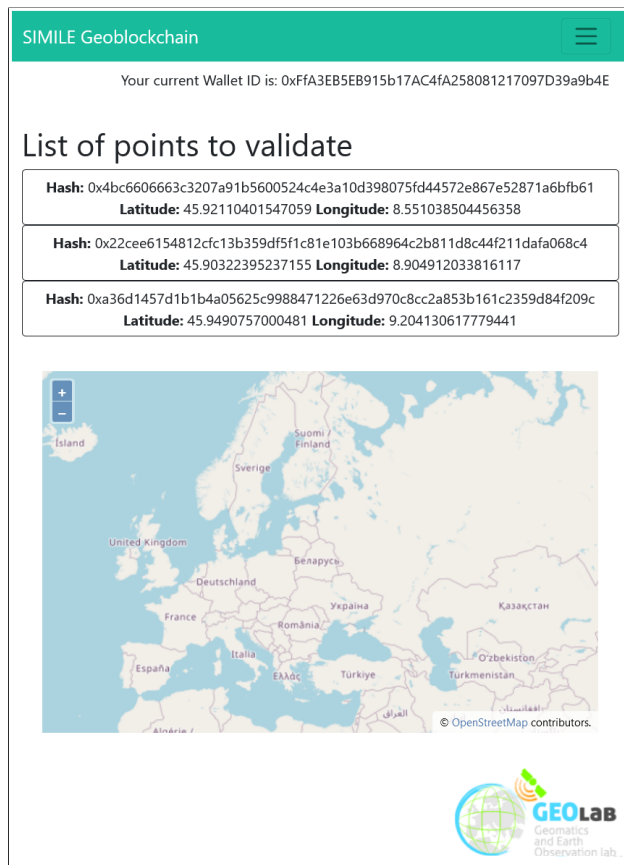 SIMILE Geoblockchain
Your current Wallet ID is: 0xFfA3EB5EB915b17AC4fA258081217097D39a9b4E
List of points to validate
Hash: 0x4bc6606663c3207a91b5600524c4e3a10d398075fd44572e867e52871a6bfb61
Latitude: 45.92110401547059 Longitude: 8.551038504456358
Hash: 0x22cee6154812cfc13b359df5f1c81e103b668964c2b811d8c44f211dafa068c4
Latitude: 45.90322395237155 Longitude: 8.904912033816117
Hash: 0xa36d1457d1b1b4a05625c9988471226e63d970c8cc2a853b161c2359d84f209c
Latitude: 45.9490757000481 Longitude: 9.204130617779441
+
−
Ísland
Suomi /
Finland
Sverige
United Kingdom
Беларусь
Deutschland
Україна
Қазақстан
France
România
Italia
O'zbekiston
España
Ελλάς
Türkiye
Türkmenistan
العراق
Algérie /
© OpenStreetMap contributors.
GEOLAB
Geomatics
and Earth
Observation lab